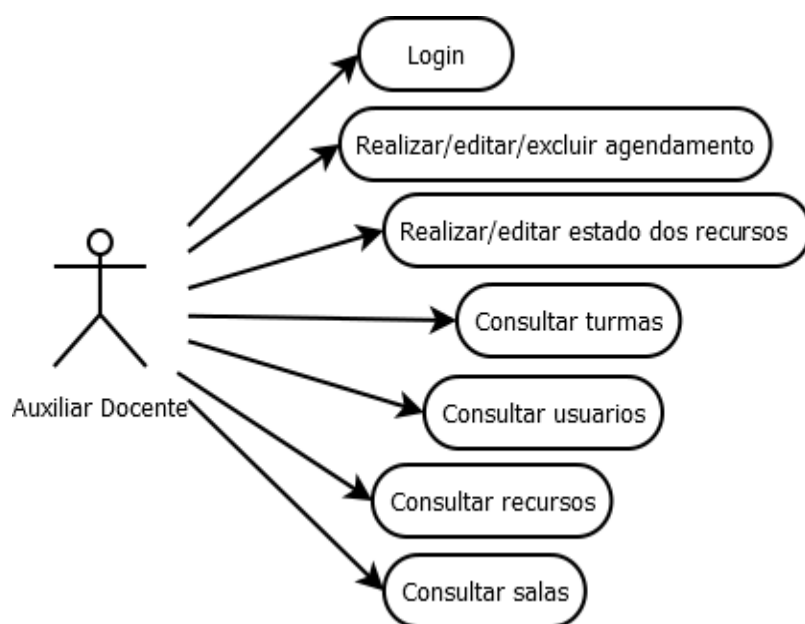 Login
Realizar/editar/excluir agendamento
Realizar/editar estado dos recursos
Consultar turmas
Auxiliar Docente
Consultar usuarios
Consultar recursos
Consultar salas